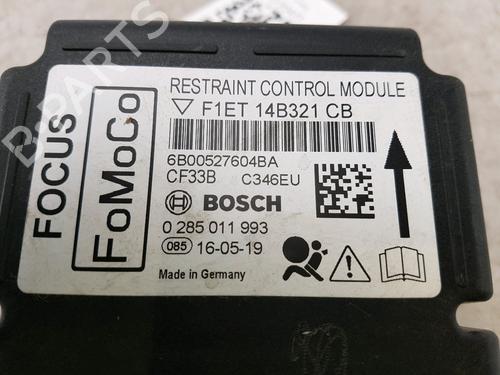 RESTRAINT CONTROL MODULE
F1ET 14B321 CB
6B00527604BA
CF33B C346EU
BOSCH
0 285 011 993
085 16-05-19
Made in Germany
FOCUS
FoMoCo
B-PARTS